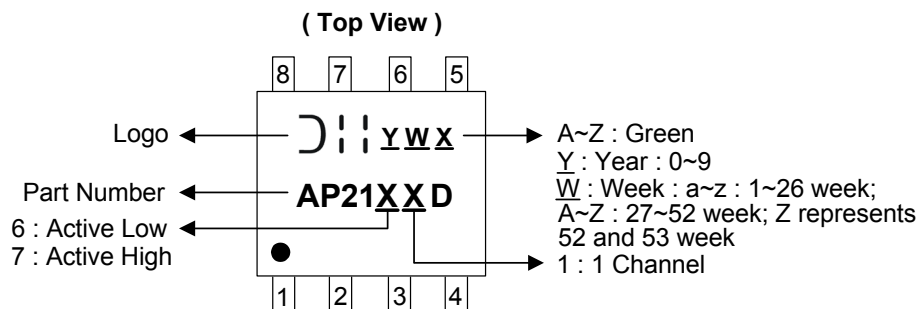 ( Top View )
8 7 6 5
Logo
Y W X
A~Z : Green
Y : Year : 0~9
W : Week : a~z : 1~26 week;
A~Z : 27~52 week; Z represents
52 and 53 week
Part Number
AP21XXD
6 : Active Low
7 : Active High
1 : 1 Channel
1 2 3 4